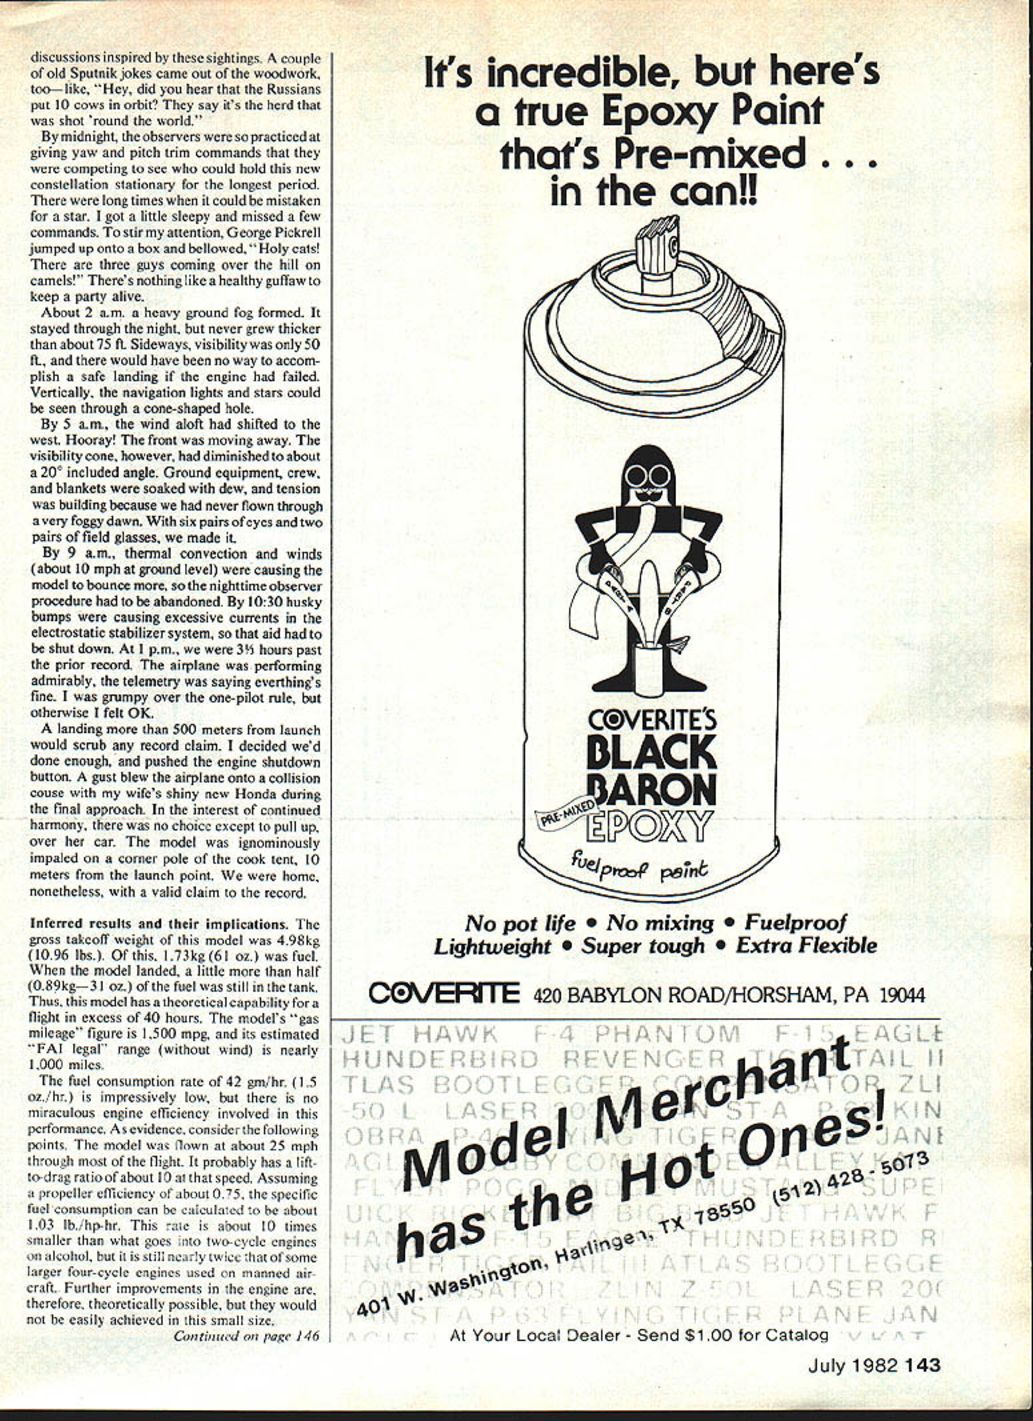 discussions inspired by these sightings. A couple
of old Sputnik jokes came out of the woodwork,
too—like, "Hey, did you hear that the Russians
put 10 cows in orbit? They say it's the herd that
was shot 'round the world."
By midnight, the observers were so practiced at
giving yaw and pitch trim commands that they
were competing to see who could hold this new
constellation stationary for the longest period.
There were long times when it could be mistaken
for a star. I got a little sleepy and missed a few
commands. To stir my attention, George Pickrell
jumped up onto a box and bellowed, "Holy cats!
There are three guys coming over the hill on
camels!" There's nothing like a healthy guffaw to
keep a party alive.
About 2 a.m. a heavy ground fog formed. It
stayed through the night, but never grew thicker
than about 75 ft. Sideways, visibility was only 50
ft., and there would have been no way to accom-
plish a safe landing if the engine had failed.
Vertically, the navigation lights and stars could
be seen through a cone-shaped hole.
By 5 a.m., the wind aloft had shifted to the
west. Hooray! The front was moving away. The
visibility cone, however, had diminished to about
a 20° included angle. Ground equipment, crew,
and blankets were soaked with dew, and tension
was building because we had never flown through
a very foggy dawn. With six pairs of eyes and two
pairs of field glasses, we made it.
By 9 a.m., thermal convection and winds
(about 10 mph at ground level) were causing the
model to bounce more, so the nighttime observer
procedure had to be abandoned. By 10:30 husky
bumps were causing excessive currents in the
electrostatic stabilizer system, so that aid had to
be shut down. At 1 p.m., we were 3½ hours past
the prior record. The airplane was performing
admirably, the telemetry was saying everthing's
fine. I was grumpy over the one-pilot rule, but
otherwise I felt OK.
A landing more than 500 meters from launch
would scrub any record claim. I decided we'd
done enough, and pushed the engine shutdown
button. A gust blew the airplane onto a collision
couse with my wife's shiny new Honda during
the final approach. In the interest of continued
harmony, there was no choice except to pull up,
over her car. The model was ignominously
impaled on a corner pole of the cook tent, 10
meters from the launch point. We were home,
nonetheless, with a valid claim to the record.
Inferred results and their implications. The
gross takeoff weight of this model was 4.98kg
(10.96 lbs.). Of this, 1.73kg (61 oz.) was fuel.
When the model landed, a little more than half
(0.89kg—31 oz.) of the fuel was still in the tank.
Thus, this model has a theoretical capability for a
flight in excess of 40 hours. The model's "gas
mileage" figure is 1,500 mpg, and its estimated
"FAI legal" range (without wind) is nearly
1,000 miles.
The fuel consumption rate of 42 gm/hr. (1.5
oz./hr.) is impressively low, but there is no
miraculous engine efficiency involved in this
performance. As evidence, consider the following
points. The model was flown at about 25 mph
through most of the flight. It probably has a lift-
to-drag ratio of about 10 at that speed. Assuming
a propeller efficiency of about 0.75, the specific
fuel consumption can be calculated to be about
1.03 lb./hp-hr. This rate is about 10 times
smaller than what goes into two-cycle engines
on alcohol, but it is still nearly twice that of some
larger four-cycle engines used on manned air-
craft. Further improvements in the engine are,
therefore, theoretically possible, but they would
not be easily achieved in this small size.
Continued on page 146
It's incredible, but here's
a true Epoxy Paint
that's Pre-mixed . . .
in the can!!
PART A
PART B
COVERITE'S
BLACK
BARON
PRE-MIXED
EPOXY
fuelproof paint
No pot life • No mixing • Fuelproof
Lightweight • Super tough • Extra Flexible
COVERITE 420 BABYLON ROAD/HORSHAM, PA 19044
JET HAWK F-4 PHANTOM F-15 EAGLE
HUNDERBIRD REVENGER TIGER TAIL II
TLAS BOOTLEGGER COMPENSATOR ZLI
-50 L LASER 200
Model Merchant
has the Hot Ones!
401 W. Washington, Harlingen, TX 78550 (512) 428-5073
At Your Local Dealer - Send $1.00 for Catalog
July 1982 143